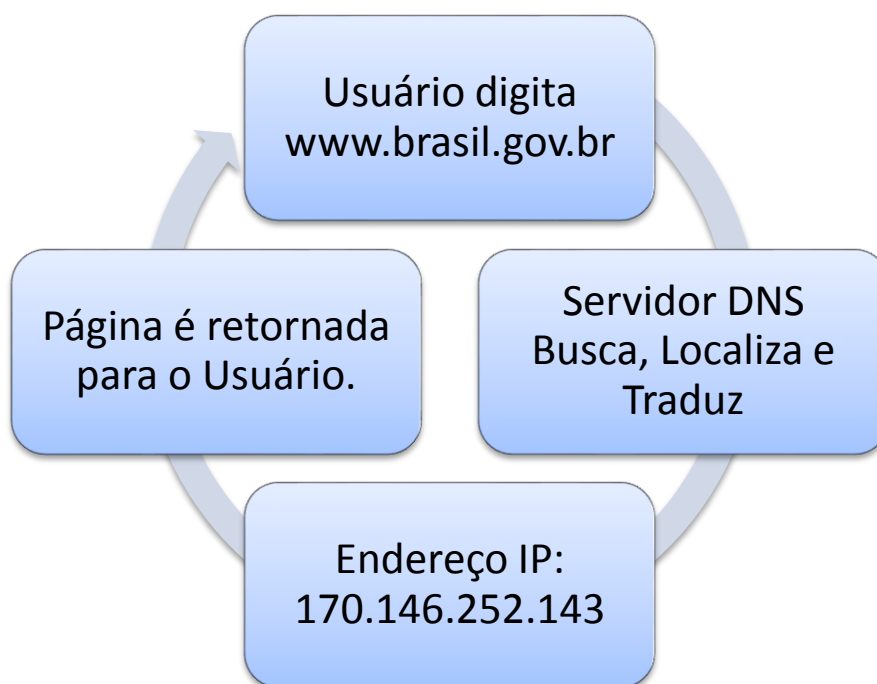 Usuário digita
www.brasil.gov.br
Servidor DNS
Busca, Localiza e
Traduz
Endereço IP:
170.146.252.143
Página é retornada
para o Usuário.